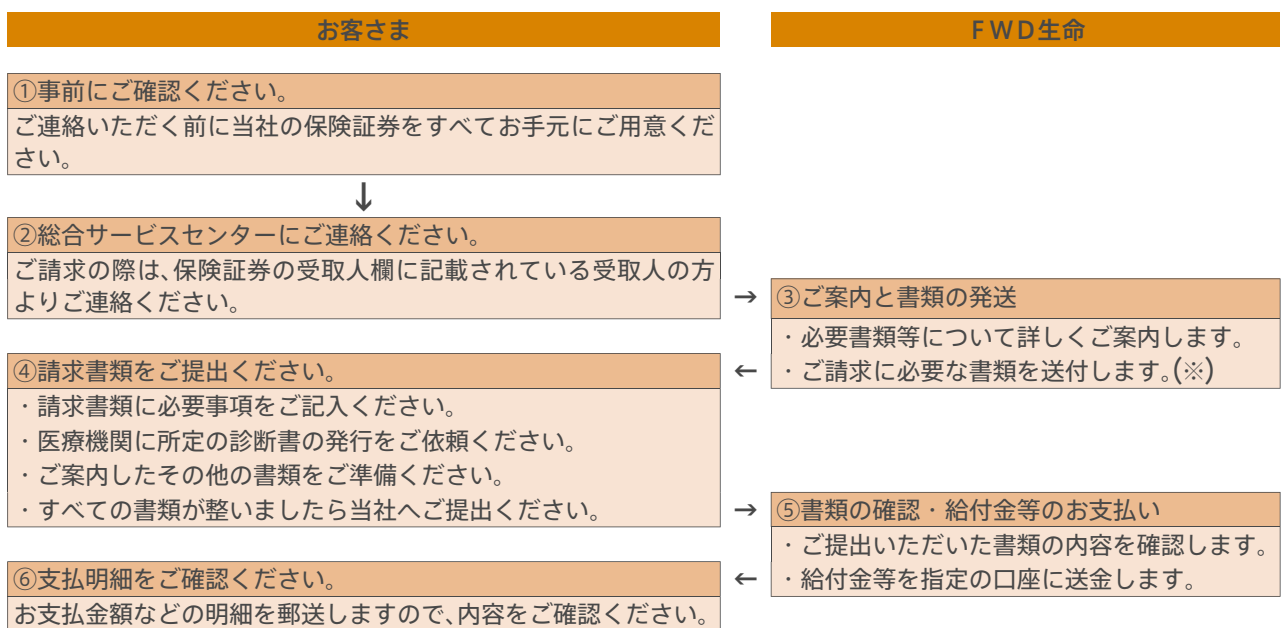 お客さま
ＦＷＤ生命
①事前にご確認ください。
ご連絡いただく前に当社の保険証券をすべてお手元にご用意くだ
さい。
↓
②総合サービスセンターにご連絡ください。
ご請求の際は、保険証券の受取人欄に記載されている受取人の方
よりご連絡ください。
→
③ご案内と書類の発送
・必要書類等について詳しくご案内します。
・ご請求に必要な書類を送付します。(※)
←
④請求書類をご提出ください。
・請求書類に必要事項をご記入ください。
・医療機関に所定の診断書の発行をご依頼ください。
・ご案内したその他の書類をご準備ください。
・すべての書類が整いましたら当社へご提出ください。
→
⑤書類の確認・給付金等のお支払い
・ご提出いただいた書類の内容を確認します。
・給付金等を指定の口座に送金します。
←
⑥支払明細をご確認ください。
お支払金額などの明細を郵送しますので、内容をご確認ください。